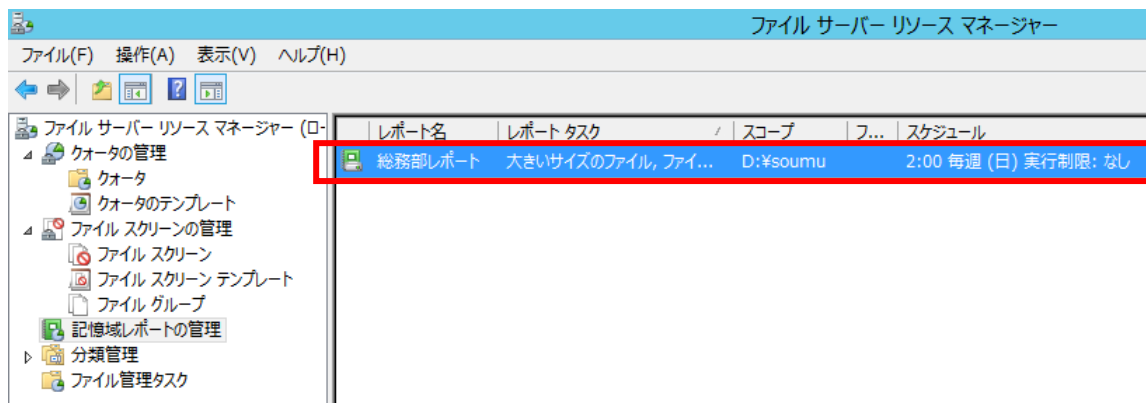 ファイル サーバー リソース マネージャー
ファイル(F) 操作(A) 表示(V) ヘルプ(H)
ファイル サーバー リソース マネージャー (ロ-
クォータの管理
クォータ
クォータのテンプレート
ファイル スクリーンの管理
ファイル スクリーン
ファイル スクリーン テンプレート
ファイル グループ
記憶域レポートの管理
分類管理
ファイル管理タスク
レポート名 レポート タスク スコープ フ... スケジュール
総務部レポート 大きいサイズのファイル, ファイ... D:¥soumu 2:00 毎週 (日) 実行制限: なし